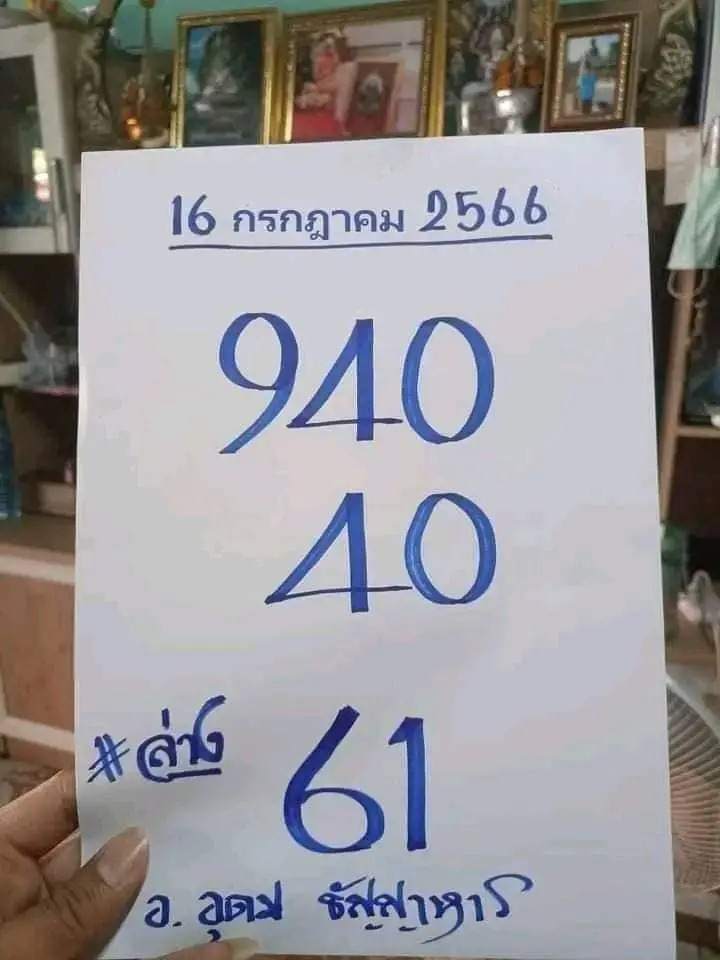 16 กรกฎาคม 2566
940
40
#ล่าง 61
อ. อุดม ธัญญาหาร